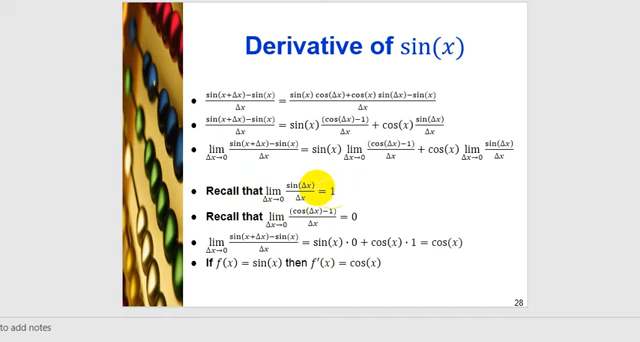 Derivative of sin(x)
• sin(x+Δx)−sin(x)/Δx = sin(x) cos(Δx)+cos(x) sin(Δx)−sin(x)/Δx
• sin(x+Δx)−sin(x)/Δx = sin(x) (cos(Δx)−1)/Δx + cos(x) sin(Δx)/Δx
• lim Δx→0 sin(x+Δx)−sin(x)/Δx = sin(x) lim Δx→0 (cos(Δx)−1)/Δx + cos(x) lim Δx→0 sin(Δx)/Δx
• Recall that lim Δx→0 sin(Δx)/Δx = 1
• Recall that lim Δx→0 (cos(Δx)−1)/Δx = 0
• lim Δx→0 sin(x+Δx)−sin(x)/Δx = sin(x) · 0 + cos(x) · 1 = cos(x)
• If f(x) = sin(x) then f′(x) = cos(x)
28
to add notes